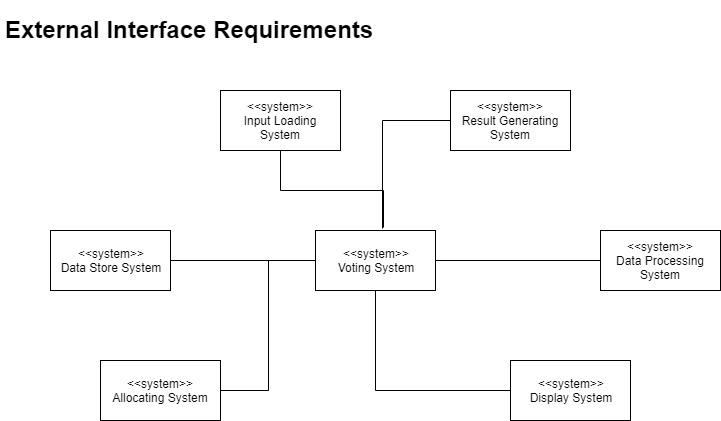 External Interface Requirements
<<system>>
Input Loading
System
<<system>>
Result Generating
System
<<system>>
Data Store System
<<system>>
Voting System
<<system>>
Data Processing
System
<<system>>
Allocating System
<<system>>
Display System